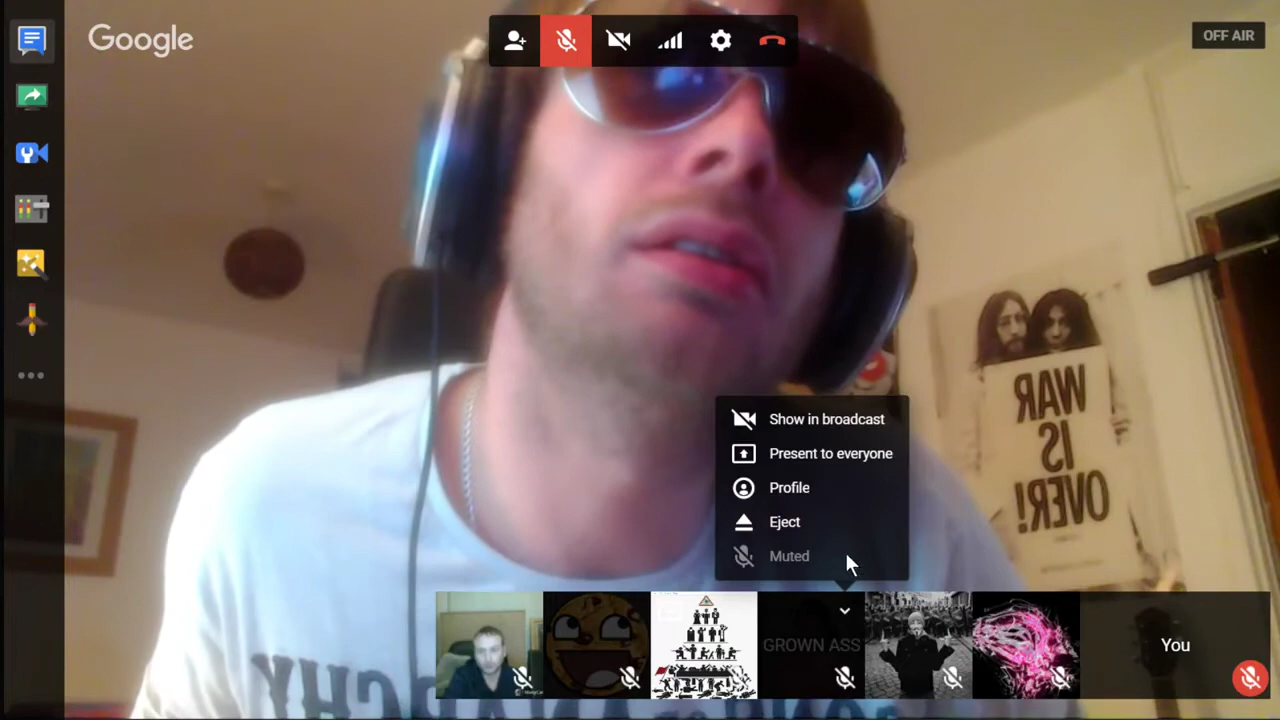 Google
OFF AIR
WAR
IS
OVER!
Show in broadcast
Present to everyone
Profile
Eject
Muted
GROWN ASS
You